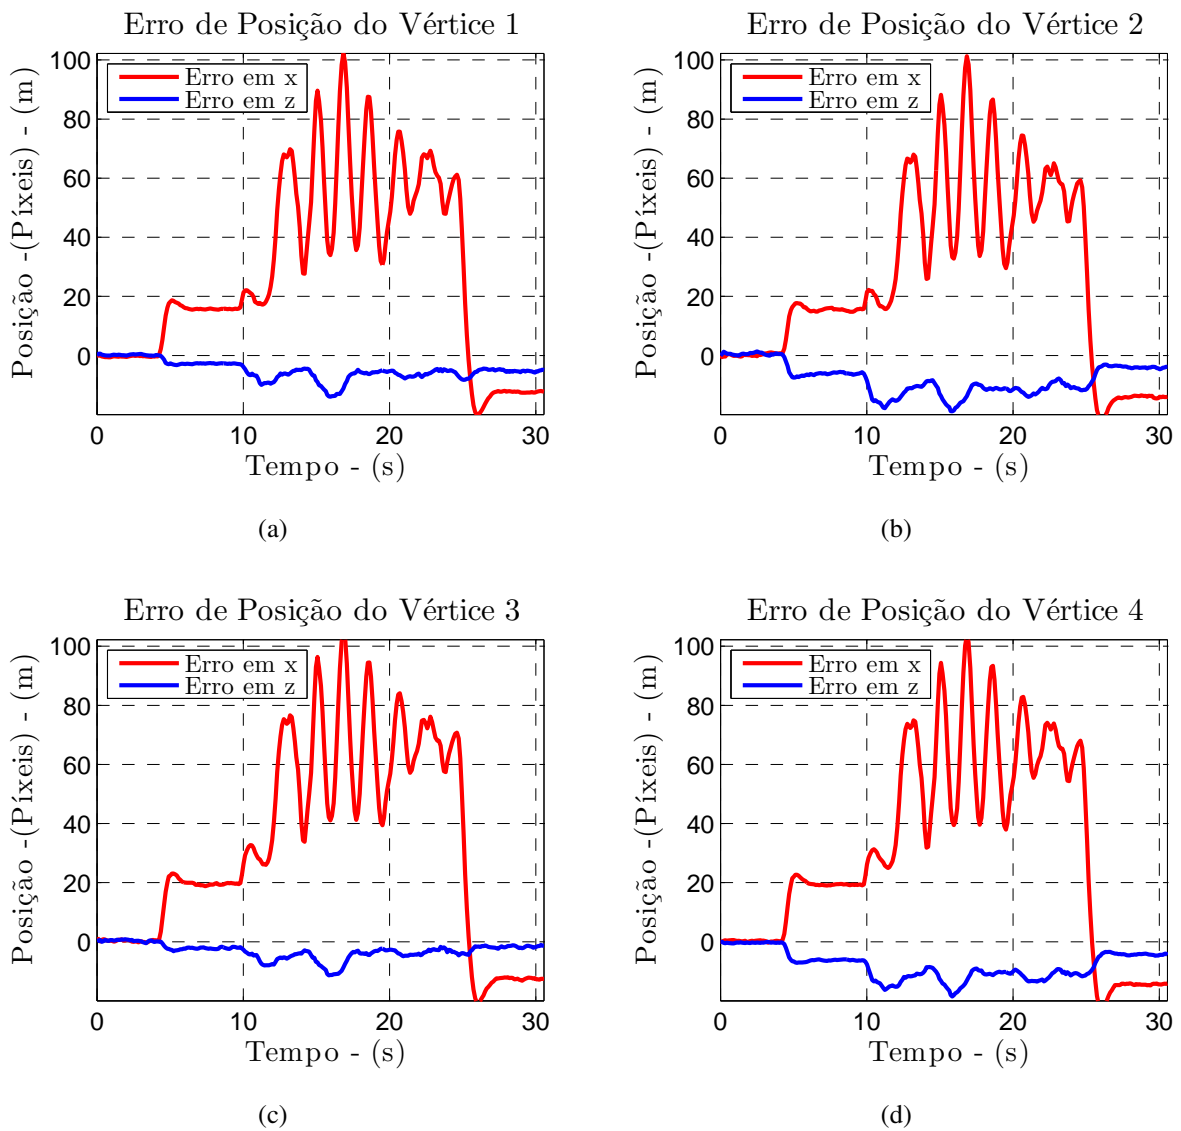 Erro de Posição do Vértice 1
Erro de Posição do Vértice 2
Posição -(Píxeis) - (m)
100
80
60
40
20
0
Erro em x
Erro em z
0 10 20 30
Tempo - (s)
(a)
Posição -(Píxeis) - (m)
100
80
60
40
20
0
Erro em x
Erro em z
0 10 20 30
Tempo - (s)
(b)
Erro de Posição do Vértice 3
Erro de Posição do Vértice 4
Posição -(Píxeis) - (m)
100
80
60
40
20
0
Erro em x
Erro em z
0 10 20 30
Tempo - (s)
(c)
Posição -(Píxeis) - (m)
100
80
60
40
20
0
Erro em x
Erro em z
0 10 20 30
Tempo - (s)
(d)